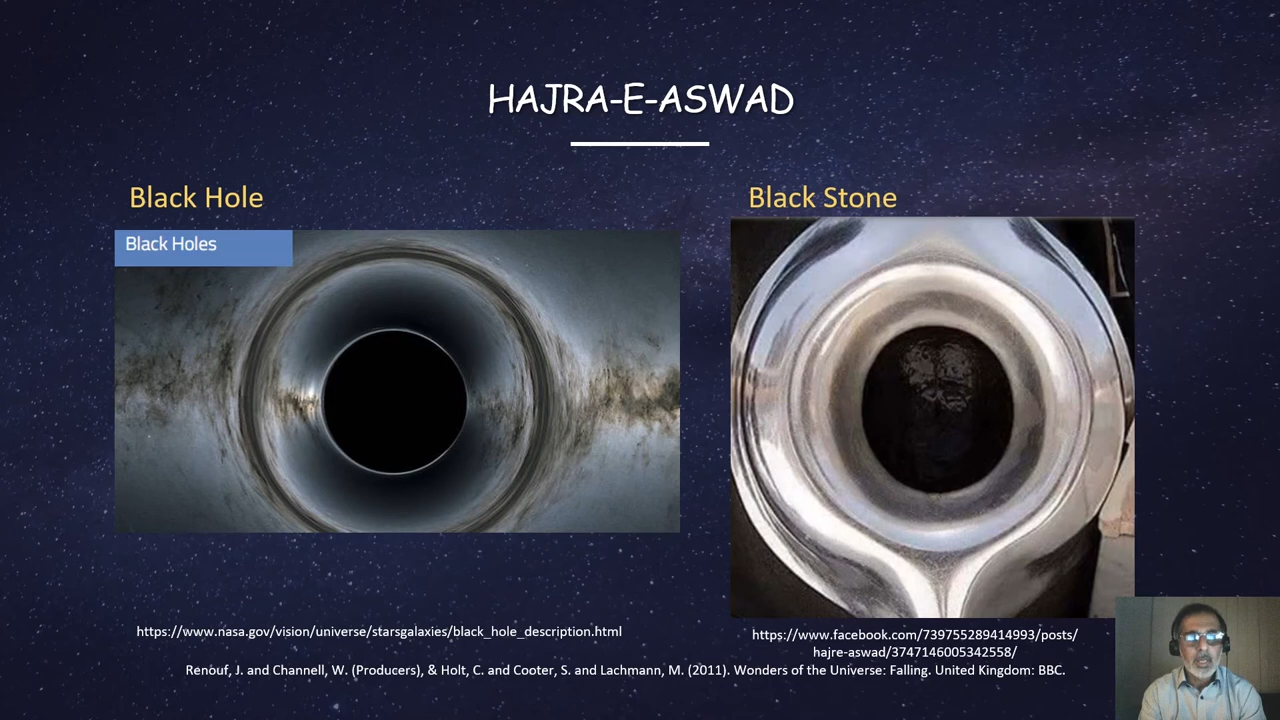 HAJRA-E-ASWAD
Black Hole
Black Stone
Black Holes
https://www.nasa.gov/vision/universe/starsgalaxies/black_hole_description.html
https://www.facebook.com/739755289414993/posts/
hajre-aswad/3747146005342558/
Renouf, J. and Channell, W. (Producers), & Holt, C. and Cooter, S. and Lachmann, M. (2011). Wonders of the Universe: Falling. United Kingdom: BBC.